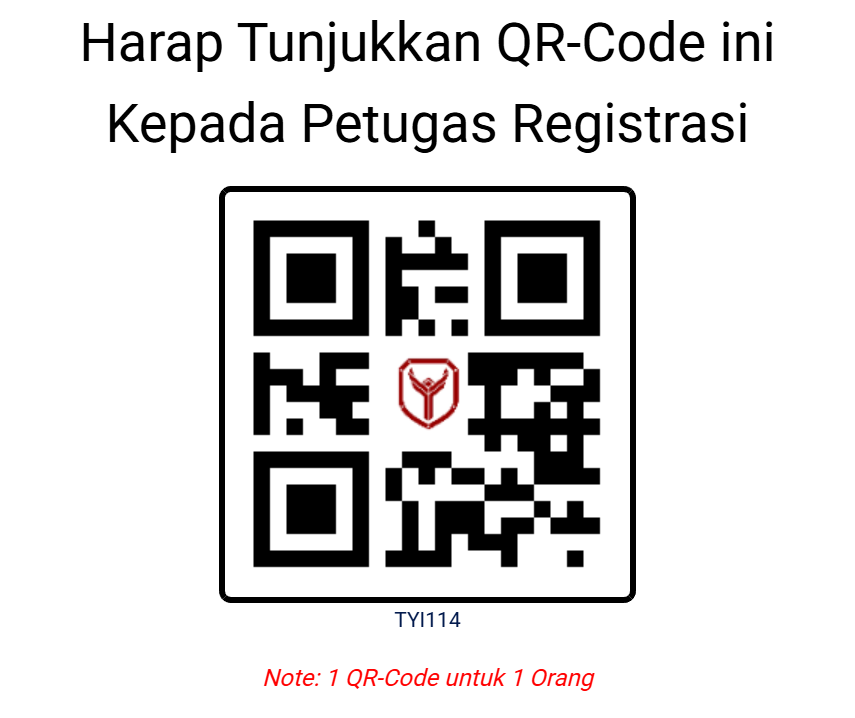 Harap Tunjukkan QR-Code ini
Kepada Petugas Registrasi
TYI114
Note: 1 QR-Code untuk 1 Orang